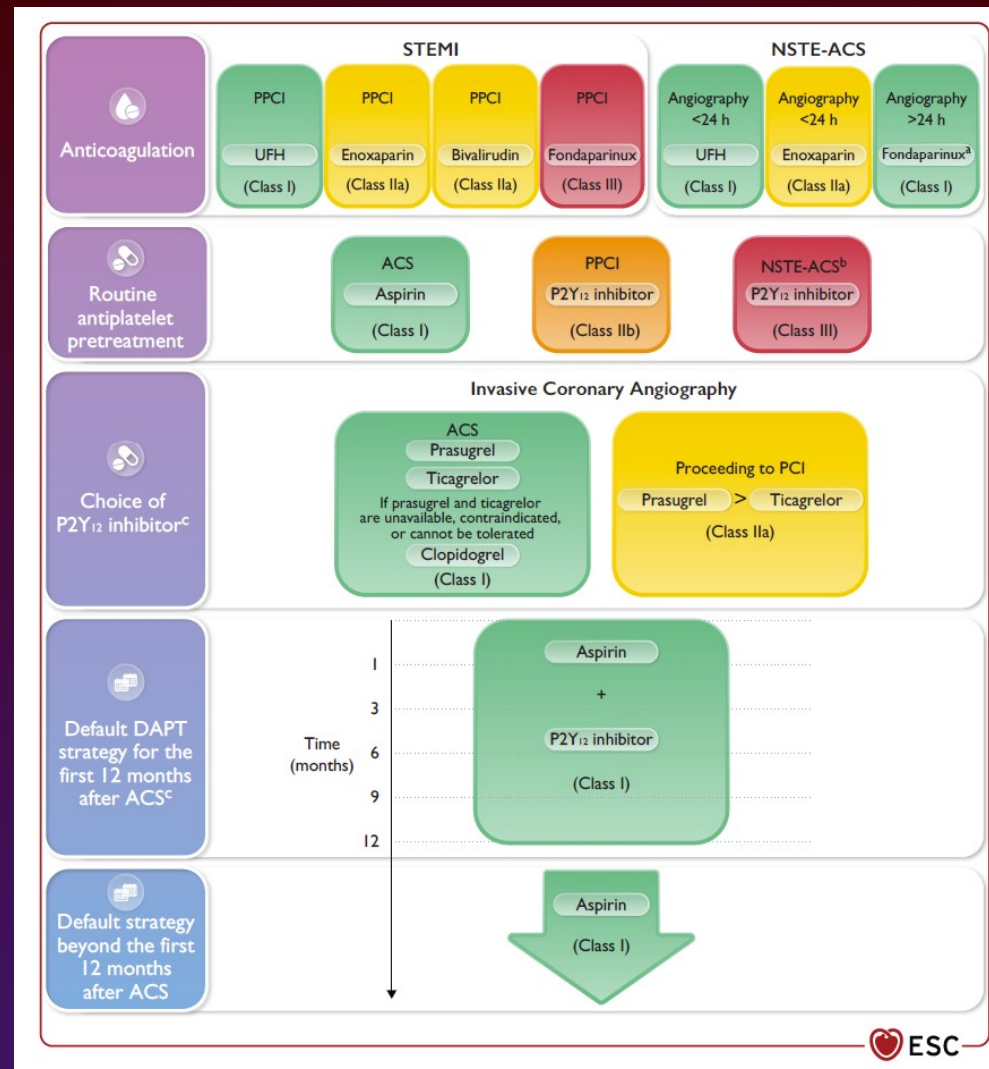 STEMI
NSTE-ACS
Anticoagulation
PPCI
UFH
(Class I)
PPCI
Enoxaparin
(Class IIa)
PPCI
Bivalirudin
(Class IIa)
PPCI
Fondaparinux
(Class III)
Angiography
<24 h
UFH
(Class I)
Angiography
<24 h
Enoxaparin
(Class IIa)
Angiography
>24 h
Fondaparinuxᵃ
(Class I)
Routine
antiplatelet
pretreatment
ACS
Aspirin
(Class I)
PPCI
P2Y₁₂ inhibitor
(Class IIb)
NSTE-ACSᵇ
P2Y₁₂ inhibitor
(Class III)
Choice of
P2Y₁₂ inhibitorᶜ
Invasive Coronary Angiography
ACS
Prasugrel
Ticagrelor
If prasugrel and ticagrelor
are unavailable, contraindicated,
or cannot be tolerated
Clopidogrel
(Class I)
Proceeding to PCI
Prasugrel > Ticagrelor
(Class IIa)
Default DAPT
strategy for the
first 12 months
after ACSᶜ
Time
(months)
1
3
6
9
12
Aspirin
+
P2Y₁₂ inhibitor
(Class I)
Default strategy
beyond the first
12 months
after ACS
Aspirin
(Class I)
ESC